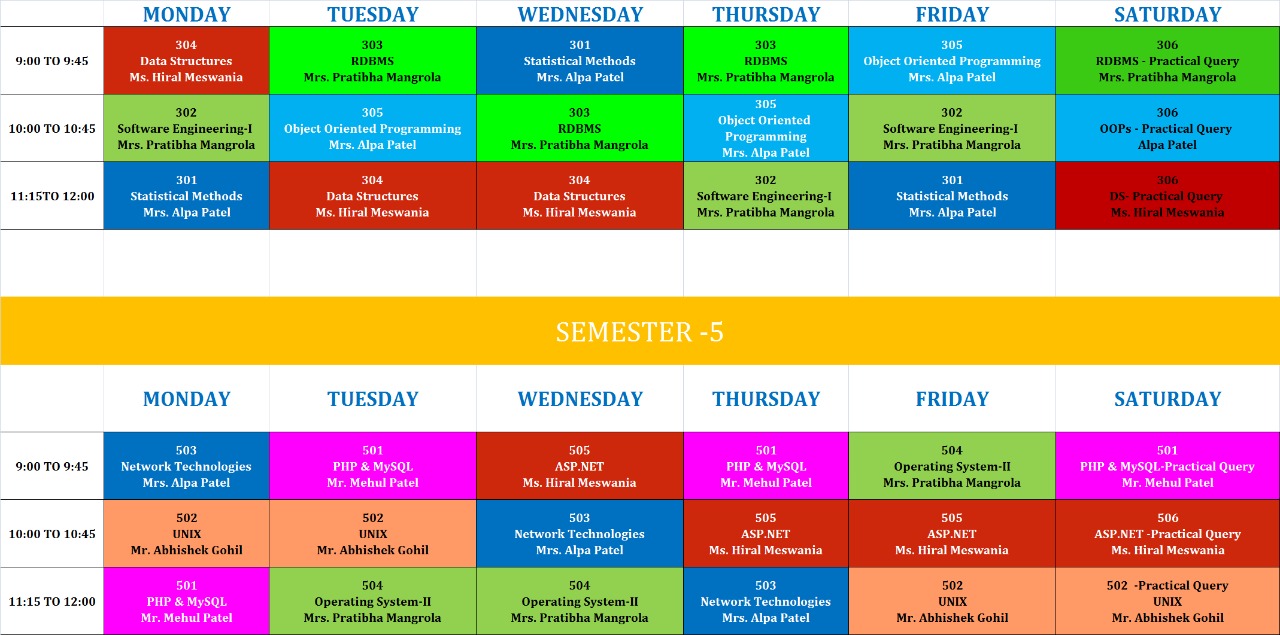 MONDAY TUESDAY WEDNESDAY THURSDAY FRIDAY SATURDAY
9:00 TO 9:45
304
Data Structures
Ms. Hiral Meswania
303
RDBMS
Mrs. Pratibha Mangrola
301
Statistical Methods
Mrs. Alpa Patel
303
RDBMS
Mrs. Pratibha Mangrola
305
Object Oriented Programming
Mrs. Alpa Patel
306
RDBMS - Practical Query
Mrs. Pratibha Mangrola
10:00 TO 10:45
302
Software Engineering-I
Mrs. Pratibha Mangrola
305
Object Oriented Programming
Mrs. Alpa Patel
303
RDBMS
Mrs. Pratibha Mangrola
305
Object Oriented
Programming
Mrs. Alpa Patel
302
Software Engineering-I
Mrs. Pratibha Mangrola
306
OOPs - Practical Query
Alpa Patel
11:15TO 12:00
301
Statistical Methods
Mrs. Alpa Patel
304
Data Structures
Ms. Hiral Meswania
304
Data Structures
Ms. Hiral Meswania
302
Software Engineering-I
Mrs. Pratibha Mangrola
301
Statistical Methods
Mrs. Alpa Patel
306
DS- Practical Query
Ms. Hiral Meswania
SEMESTER -5
MONDAY TUESDAY WEDNESDAY THURSDAY FRIDAY SATURDAY
9:00 TO 9:45
503
Network Technologies
Mrs. Alpa Patel
501
PHP & MySQL
Mr. Mehul Patel
505
ASP.NET
Ms. Hiral Meswania
501
PHP & MySQL
Mr. Mehul Patel
504
Operating System-II
Mrs. Pratibha Mangrola
501
PHP & MySQL-Practical Query
Mr. Mehul Patel
10:00 TO 10:45
502
UNIX
Mr. Abhishek Gohil
502
UNIX
Mr. Abhishek Gohil
503
Network Technologies
Mrs. Alpa Patel
505
ASP.NET
Ms. Hiral Meswania
505
ASP.NET
Ms. Hiral Meswania
506
ASP.NET -Practical Query
Ms. Hiral Meswania
11:15 TO 12:00
501
PHP & MySQL
Mr. Mehul Patel
504
Operating System-II
Mrs. Pratibha Mangrola
504
Operating System-II
Mrs. Pratibha Mangrola
503
Network Technologies
Mrs. Alpa Patel
502
UNIX
Mr. Abhishek Gohil
502 -Practical Query
UNIX
Mr. Abhishek Gohil